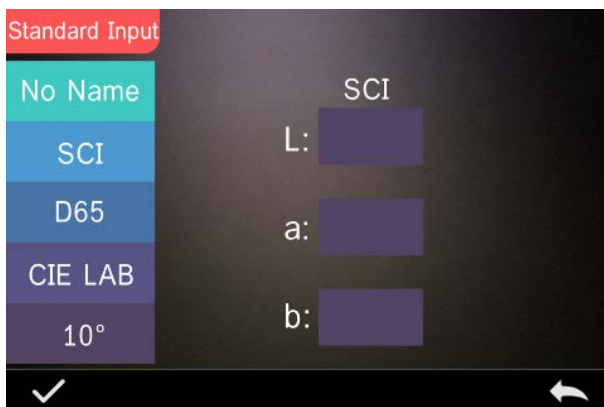 Standard Input
No Name
SCI
D65
CIE LAB
10°
SCI
L:
a:
b: